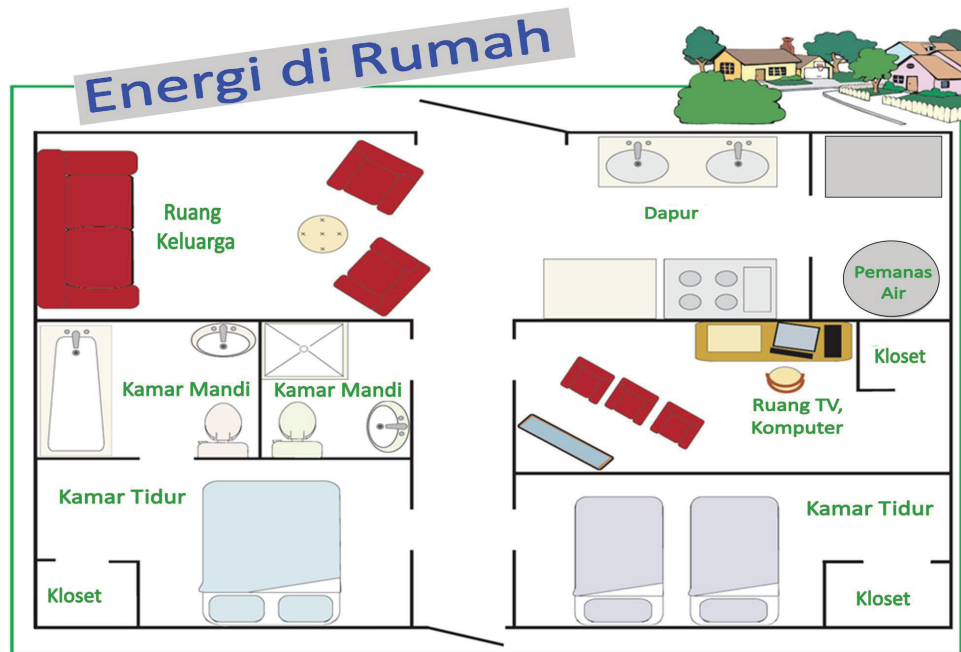 Energi di Rumah
Ruang
Keluarga
Dapur
Pemanas
Air
Kamar Mandi
Kamar Mandi
Kloset
Ruang TV,
Komputer
Kamar Tidur
Kamar Tidur
Kloset
Kloset